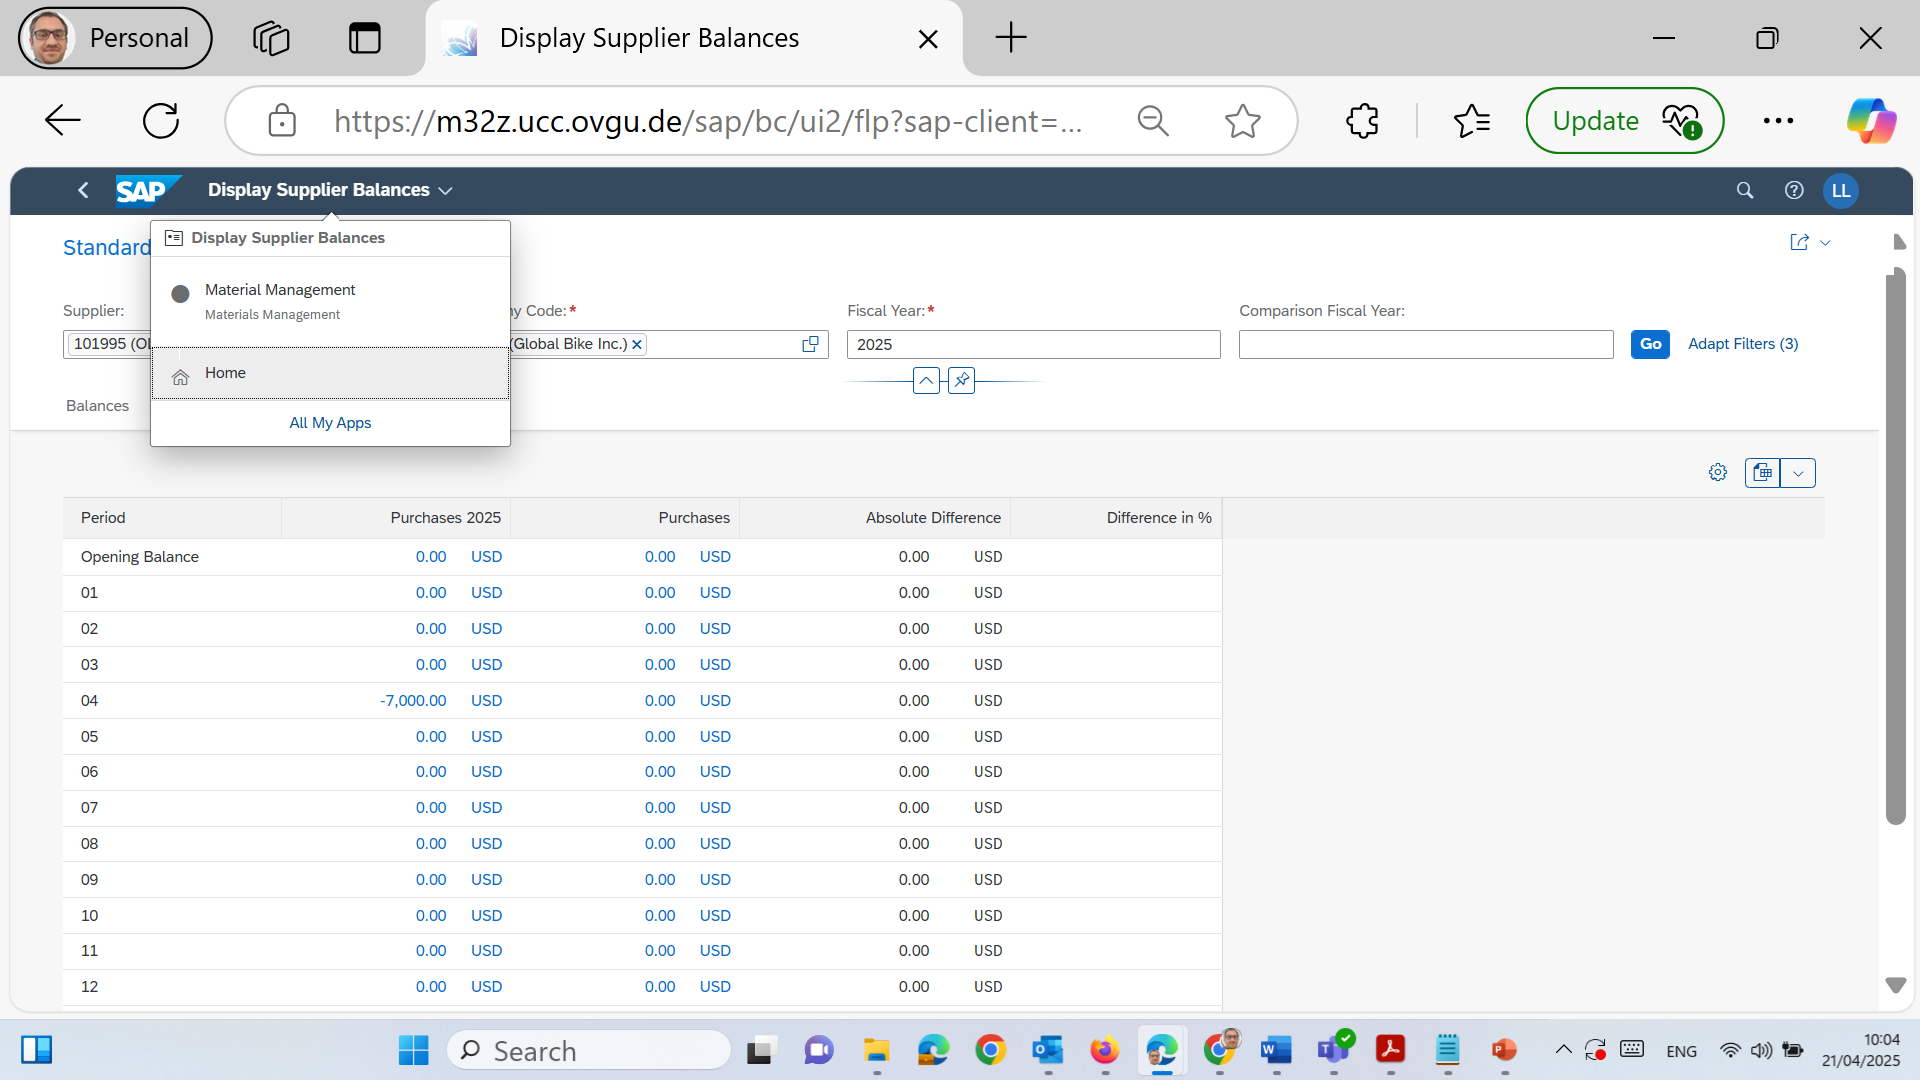 Personal
Display Supplier Balances
https://m32z.ucc.ovgu.de/sap/bc/ui2/flp?sap-client=...
Update
SAP
Display Supplier Balances
LL
Display Supplier Balances
Standard
Material Management
Materials Management
Supplier:
ny Code:*
Fiscal Year:*
Comparison Fiscal Year:
101995 (Ol
(Global Bike Inc.)
2025
Go
Adapt Filters (3)
Home
Balances
All My Apps
Period Purchases 2025 Purchases Absolute Difference Difference in %
Opening Balance 0.00 USD 0.00 USD 0.00 USD
01 0.00 USD 0.00 USD 0.00 USD
02 0.00 USD 0.00 USD 0.00 USD
03 0.00 USD 0.00 USD 0.00 USD
04 -7,000.00 USD 0.00 USD 0.00 USD
05 0.00 USD 0.00 USD 0.00 USD
06 0.00 USD 0.00 USD 0.00 USD
07 0.00 USD 0.00 USD 0.00 USD
08 0.00 USD 0.00 USD 0.00 USD
09 0.00 USD 0.00 USD 0.00 USD
10 0.00 USD 0.00 USD 0.00 USD
11 0.00 USD 0.00 USD 0.00 USD
12 0.00 USD 0.00 USD 0.00 USD
Search
ENG
10:04
21/04/2025